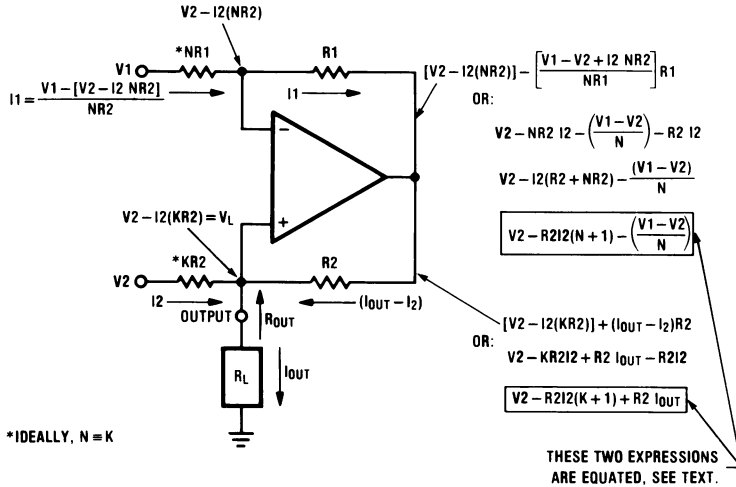 V2 – I2(NR2)
*NR1
R1
V1
I1 = V1 – [V2 – I2 NR2] / NR2
I1
[V2 – I2(NR2)] – [V1 – V2 + I2 NR2 / NR1] R1
OR:
V2 – NR2 I2 – (V1 – V2 / N) – R2 I2
–
V2 – I2(R2 + NR2) – (V1 – V2) / N
V2 – I2(KR2) = VL
+
V2 – R2I2(N + 1) – (V1 – V2 / N)
*KR2
R2
V2
I2
(IOUT – I2)
OUTPUT
ROUT
[V2 – I2(KR2)] + (IOUT – I2)R2
OR:
V2 – KR2I2 + R2 IOUT – R2I2
RL
IOUT
V2 – R2I2(K + 1) + R2 IOUT
*IDEALLY, N ≡ K
THESE TWO EXPRESSIONS
ARE EQUATED, SEE TEXT.